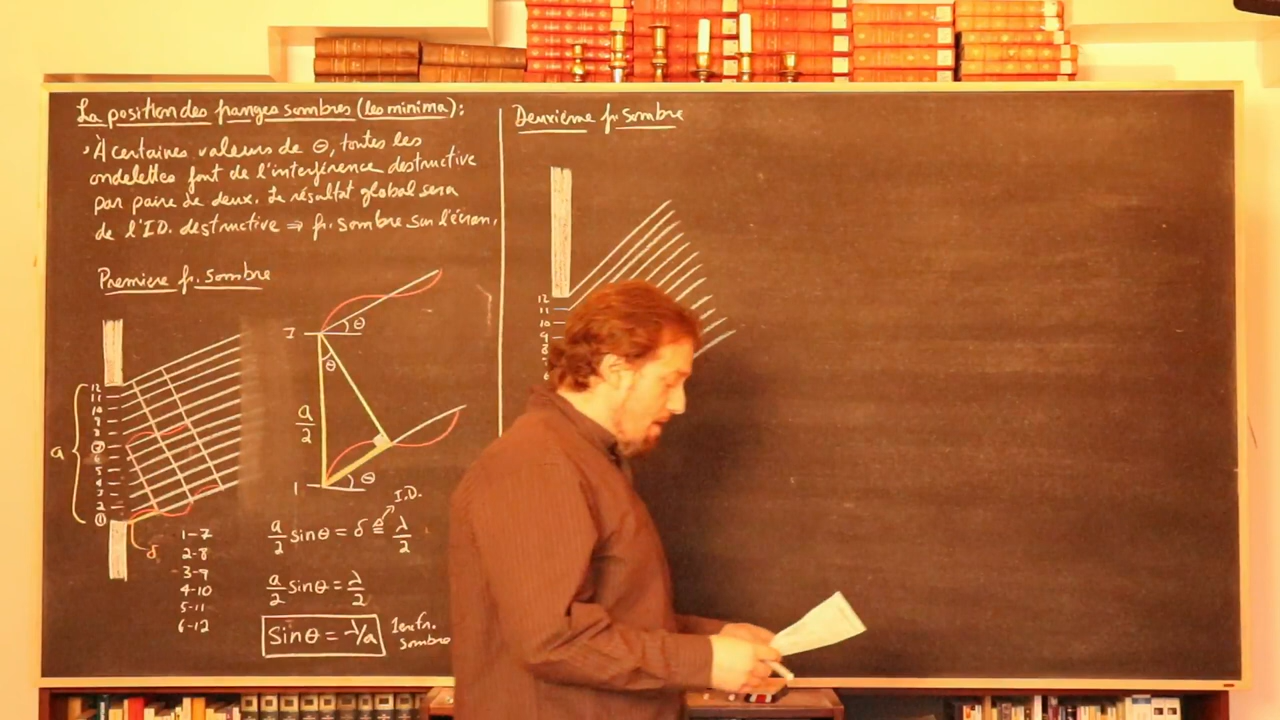 La position des franges sombres (les minima):
• À certaines valeurs de θ, toutes les
ondelettes font de l'interférence destructive
par paire de deux. Le résultat global sera
de l'I.D. destructive ⇒ fr. sombre sur l'écran.
Première fr. sombre
12
11
10
9
8
7
6
5
4
3
2
1
a
δ
1-7
2-8
3-9
4-10
5-11
6-12
I
θ
θ
a/2
1
θ
I.D.
a/2 sinθ = δ ≙ λ/2
a/2 sinθ = λ/2
Sinθ = λ/a
1ere fr.
sombre
Deuxième fr. sombre
12
11
10
9
8
7
6